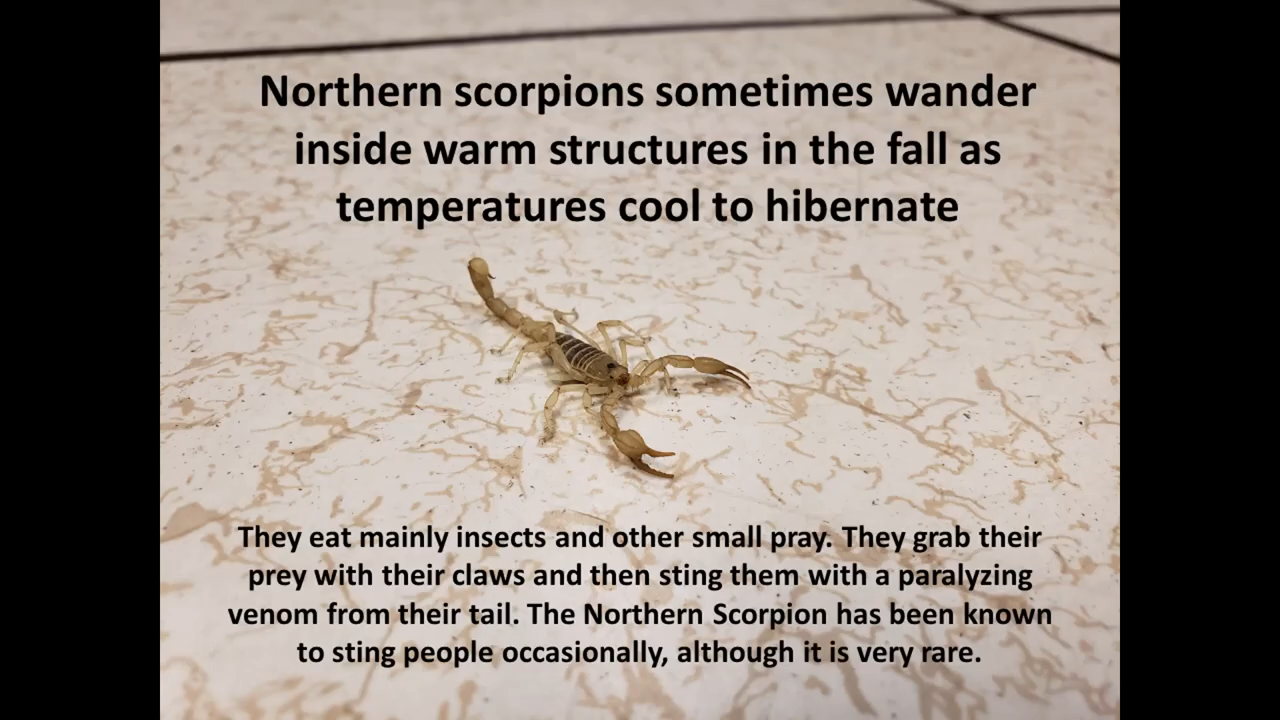 Northern scorpions sometimes wander
inside warm structures in the fall as
temperatures cool to hibernate
They eat mainly insects and other small pray. They grab their
prey with their claws and then sting them with a paralyzing
venom from their tail. The Northern Scorpion has been known
to sting people occasionally, although it is very rare.